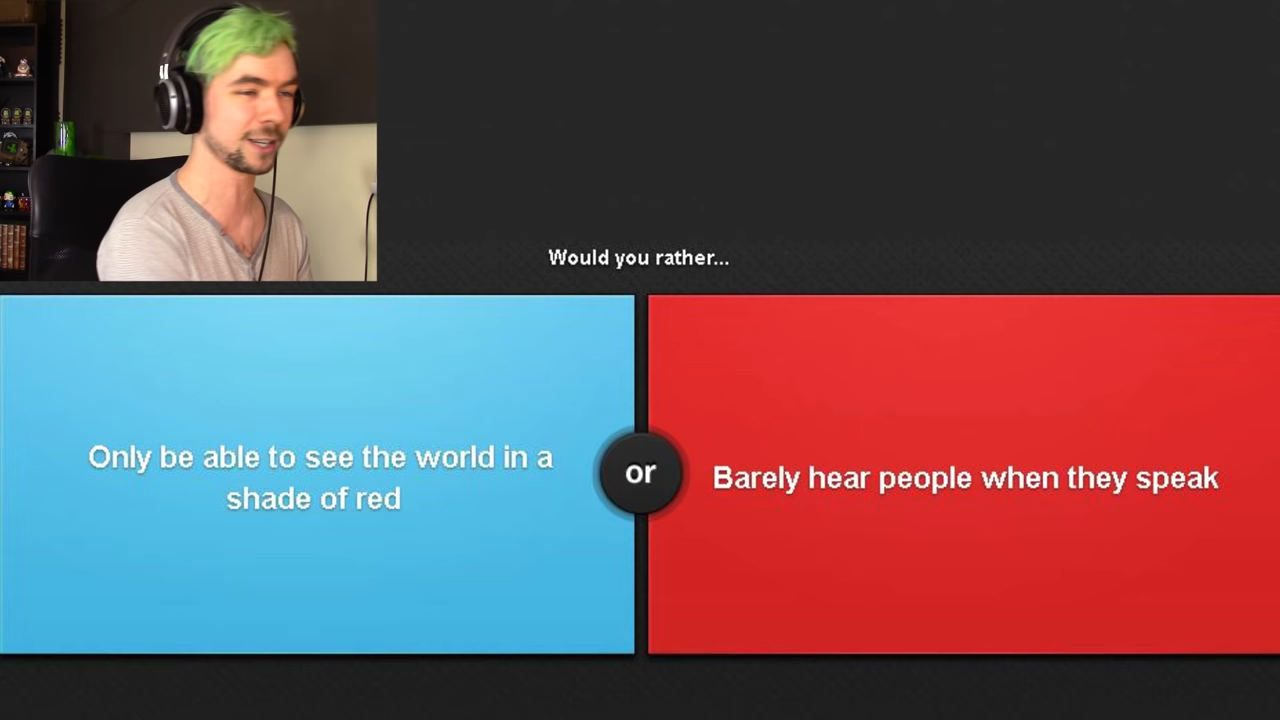 Would you rather...
Only be able to see the world in a
shade of red
or
Barely hear people when they speak